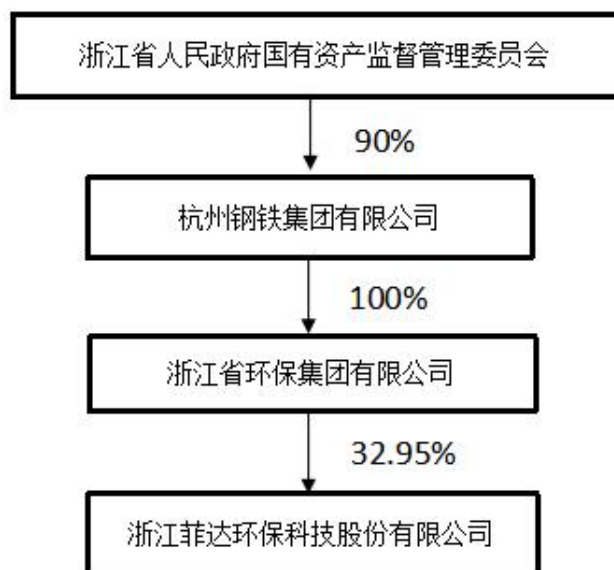 浙江省人民政府国有资产监督管理委员会
90%
杭州钢铁集团有限公司
100%
浙江省环保集团有限公司
32.95%
浙江菲达环保科技股份有限公司